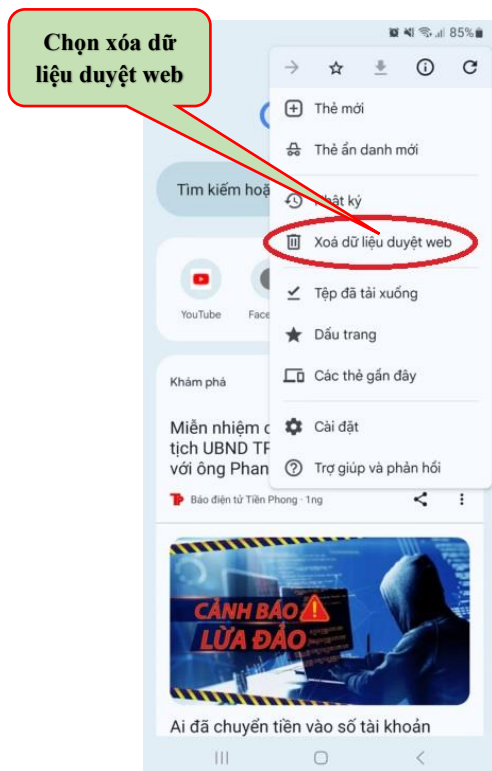 Chọn xóa dữ
liệu duyệt web
85%
Thẻ mới
Thẻ ẩn danh mới
Tìm kiếm hoặ
Nhật ký
Xoá dữ liệu duyệt web
Tệp đã tải xuống
YouTube
Face
Dấu trang
Các thẻ gần đây
Khám phá
Cài đặt
Miễn nhiệm c
tịch UBND TP
với ông Phan
Trợ giúp và phản hồi
Báo điện tử Tiền Phong · 1ng
CẢNH BÁO
LỪA ĐẢO
Ai đã chuyển tiền vào số tài khoản